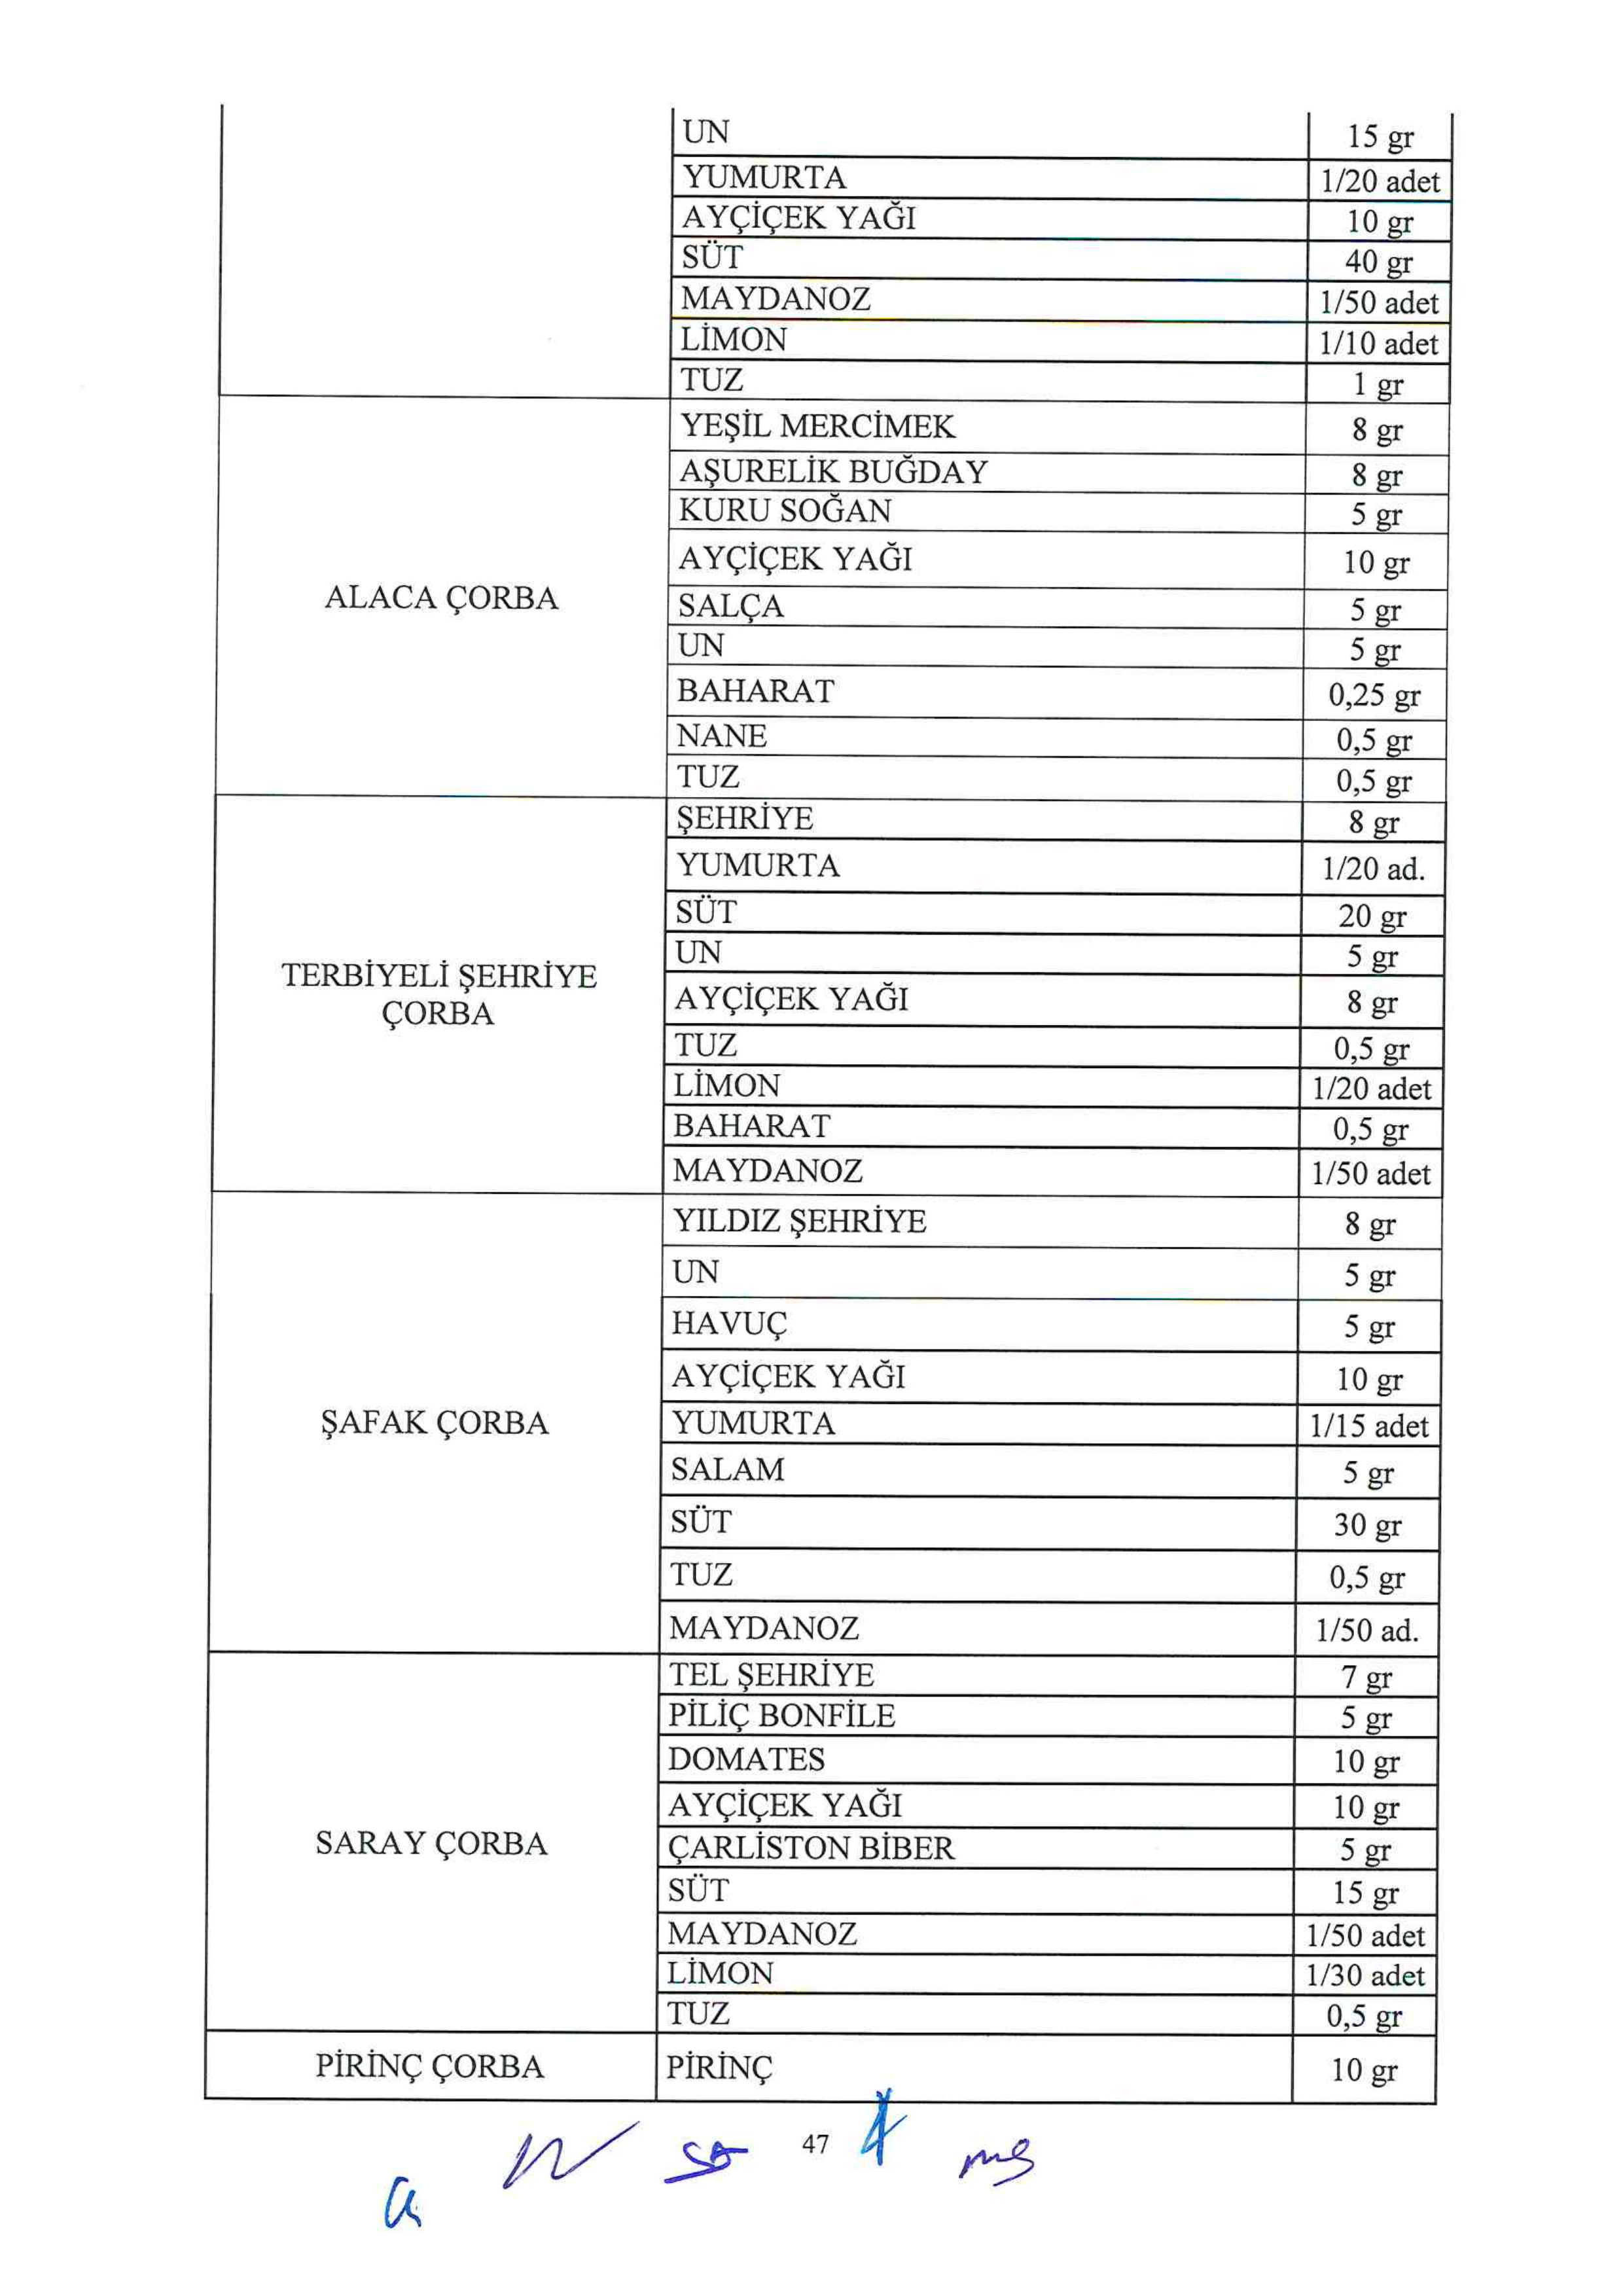 UN 15 gr
YUMURTA 1/20 adet
AYÇİÇEK YAĞI 10 gr
SÜT 40 gr
MAYDANOZ 1/50 adet
LİMON 1/10 adet
TUZ 1 gr
ALACA ÇORBA
YEŞİL MERCİMEK 8 gr
AŞURELİK BUĞDAY 8 gr
KURU SOĞAN 5 gr
AYÇİÇEK YAĞI 10 gr
SALÇA 5 gr
UN 5 gr
BAHARAT 0,25 gr
NANE 0,5 gr
TUZ 0,5 gr
TERBİYELİ ŞEHRİYE
ÇORBA
ŞEHRİYE 8 gr
YUMURTA 1/20 ad.
SÜT 20 gr
UN 5 gr
AYÇİÇEK YAĞI 8 gr
TUZ 0,5 gr
LİMON 1/20 adet
BAHARAT 0,5 gr
MAYDANOZ 1/50 adet
ŞAFAK ÇORBA
YILDIZ ŞEHRİYE 8 gr
UN 5 gr
HAVUÇ 5 gr
AYÇİÇEK YAĞI 10 gr
YUMURTA 1/15 adet
SALAM 5 gr
SÜT 30 gr
TUZ 0,5 gr
MAYDANOZ 1/50 ad.
SARAY ÇORBA
TEL ŞEHRİYE 7 gr
PİLİÇ BONFİLE 5 gr
DOMATES 10 gr
AYÇİÇEK YAĞI 10 gr
ÇARLİSTON BİBER 5 gr
SÜT 15 gr
MAYDANOZ 1/50 adet
LİMON 1/30 adet
TUZ 0,5 gr
PİRİNÇ ÇORBA
PİRİNÇ 10 gr
47